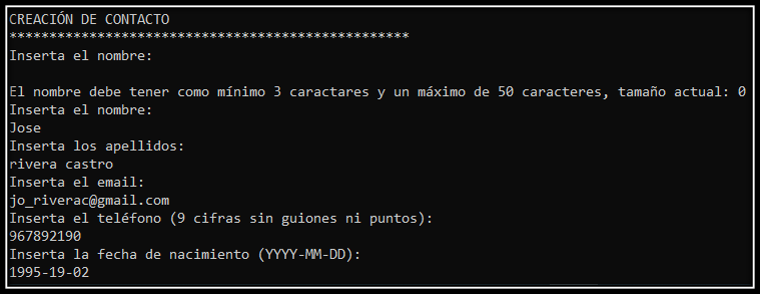 CREACIÓN DE CONTACTO
**************************************************
Inserta el nombre:
El nombre debe tener como mínimo 3 caractares y un máximo de 50 caracteres, tamaño actual: 0
Inserta el nombre:
Jose
Inserta los apellidos:
rivera castro
Inserta el email:
jo_riverac@gmail.com
Inserta el teléfono (9 cifras sin guiones ni puntos):
967892190
Inserta la fecha de nacimiento (YYYY-MM-DD):
1995-19-02